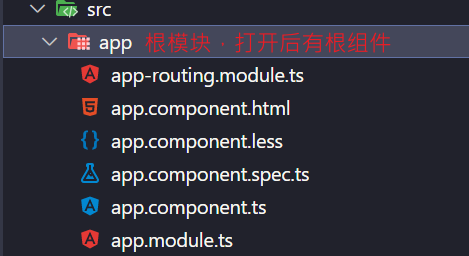 src
app 根模块 · 打开后有根组件
app-routing.module.ts
app.component.html
app.component.less
app.component.spec.ts
app.component.ts
app.module.ts